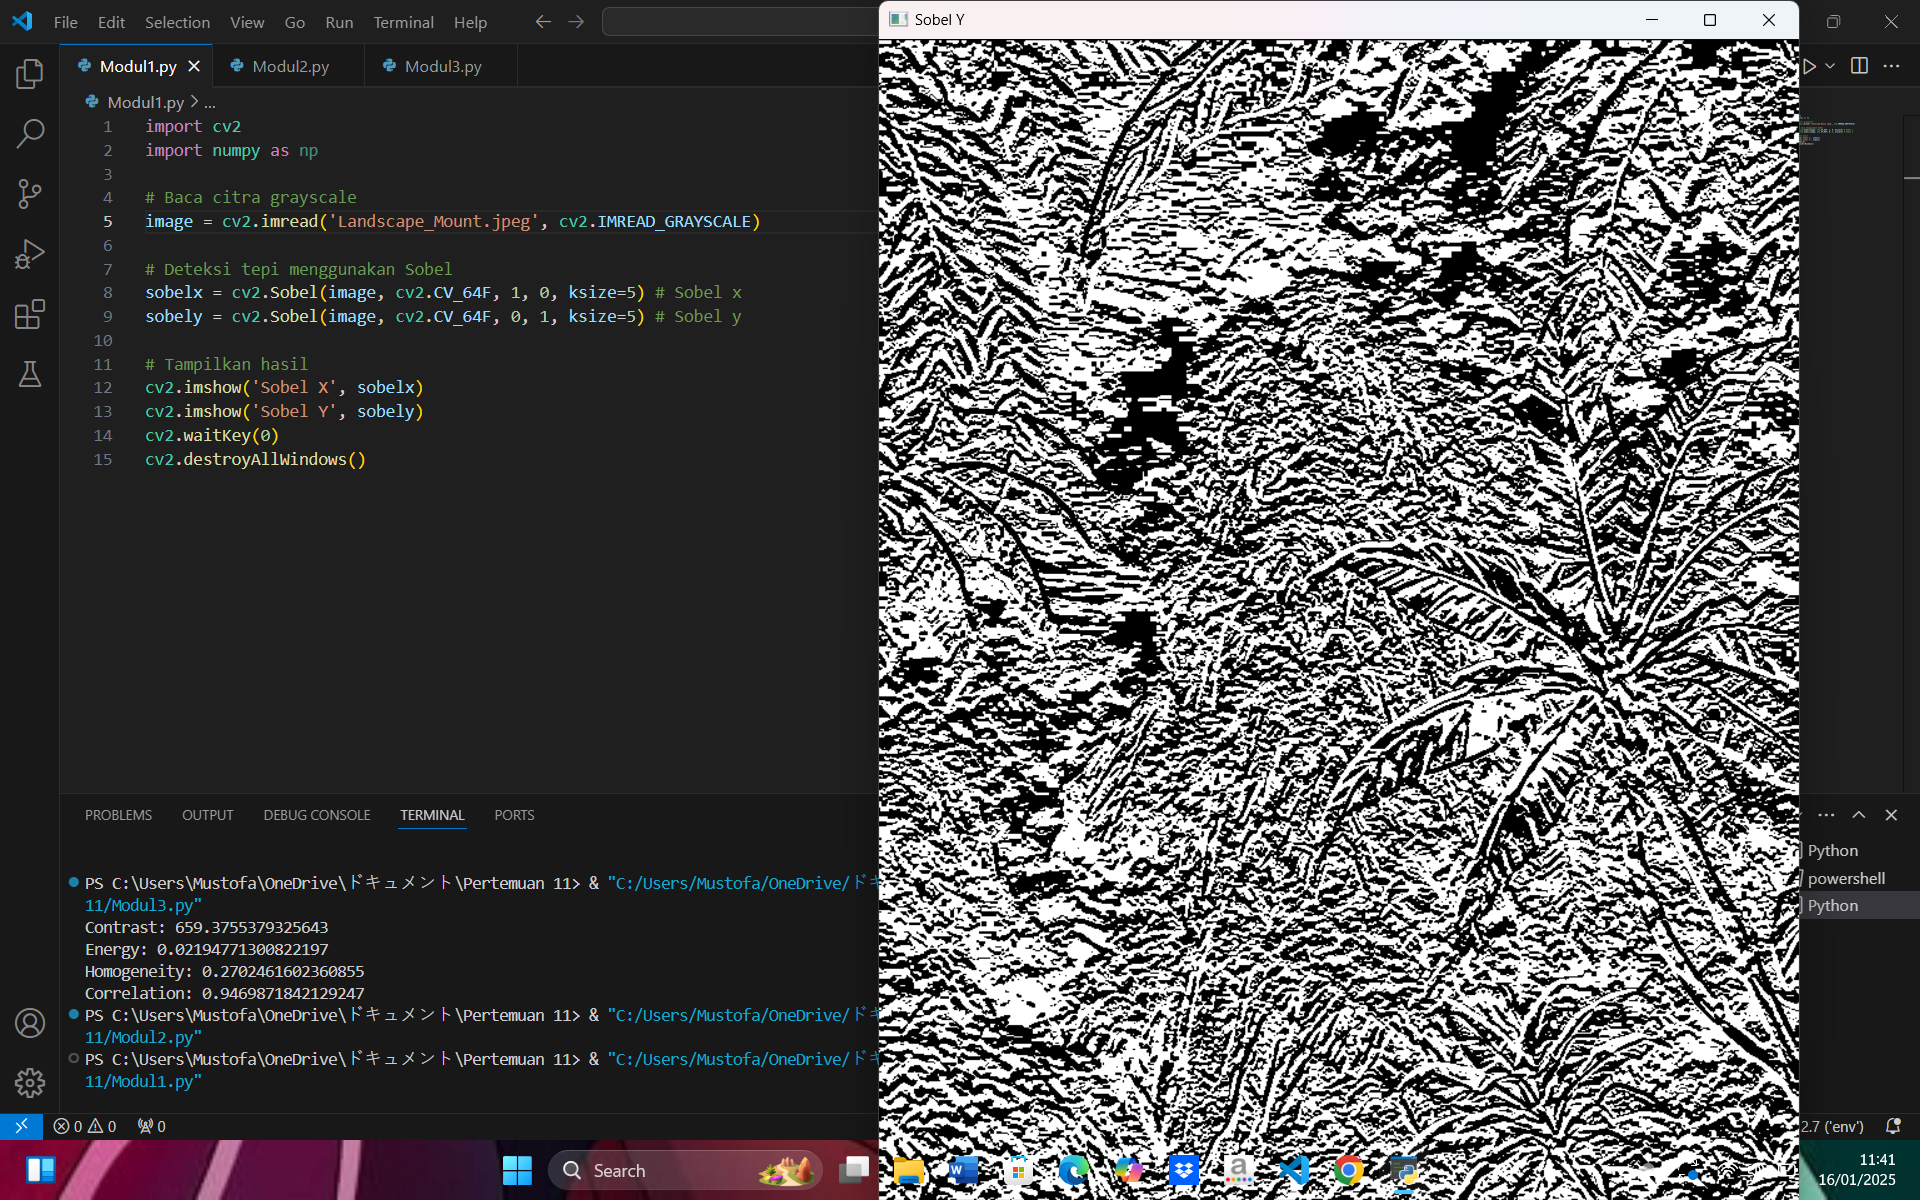 File Edit Selection View Go Run Terminal Help
Modul1.py Modul2.py Modul3.py
Modul1.py > ...
1 import cv2
2 import numpy as np
3
4 # Baca citra grayscale
5 image = cv2.imread('Landscape_Mount.jpeg', cv2.IMREAD_GRAYSCALE)
6
7 # Deteksi tepi menggunakan Sobel
8 sobelx = cv2.Sobel(image, cv2.CV_64F, 1, 0, ksize=5) # Sobel x
9 sobely = cv2.Sobel(image, cv2.CV_64F, 0, 1, ksize=5) # Sobel y
10
11 # Tampilkan hasil
12 cv2.imshow('Sobel X', sobelx)
13 cv2.imshow('Sobel Y', sobely)
14 cv2.waitKey(0)
15 cv2.destroyAllWindows()
Sobel Y
PROBLEMS OUTPUT DEBUG CONSOLE TERMINAL PORTS
PS C:\Users\Mustofa\OneDrive\ドキュメント\Pertemuan 11> & "C:/Users/Mustofa/OneDrive/ドキ
11/Modul3.py"
Contrast: 659.3755379325643
Energy: 0.02194771300822197
Homogeneity: 0.2702461602360855
Correlation: 0.9469871842129247
PS C:\Users\Mustofa\OneDrive\ドキュメント\Pertemuan 11> & "C:/Users/Mustofa/OneDrive/ドキ
11/Modul2.py"
PS C:\Users\Mustofa\OneDrive\ドキュメント\Pertemuan 11> & "C:/Users/Mustofa/OneDrive/ドキ
11/Modul1.py"
Python
powershell
Python
0 0 0
2.7 ('env')
Search
11:41
16/01/2025